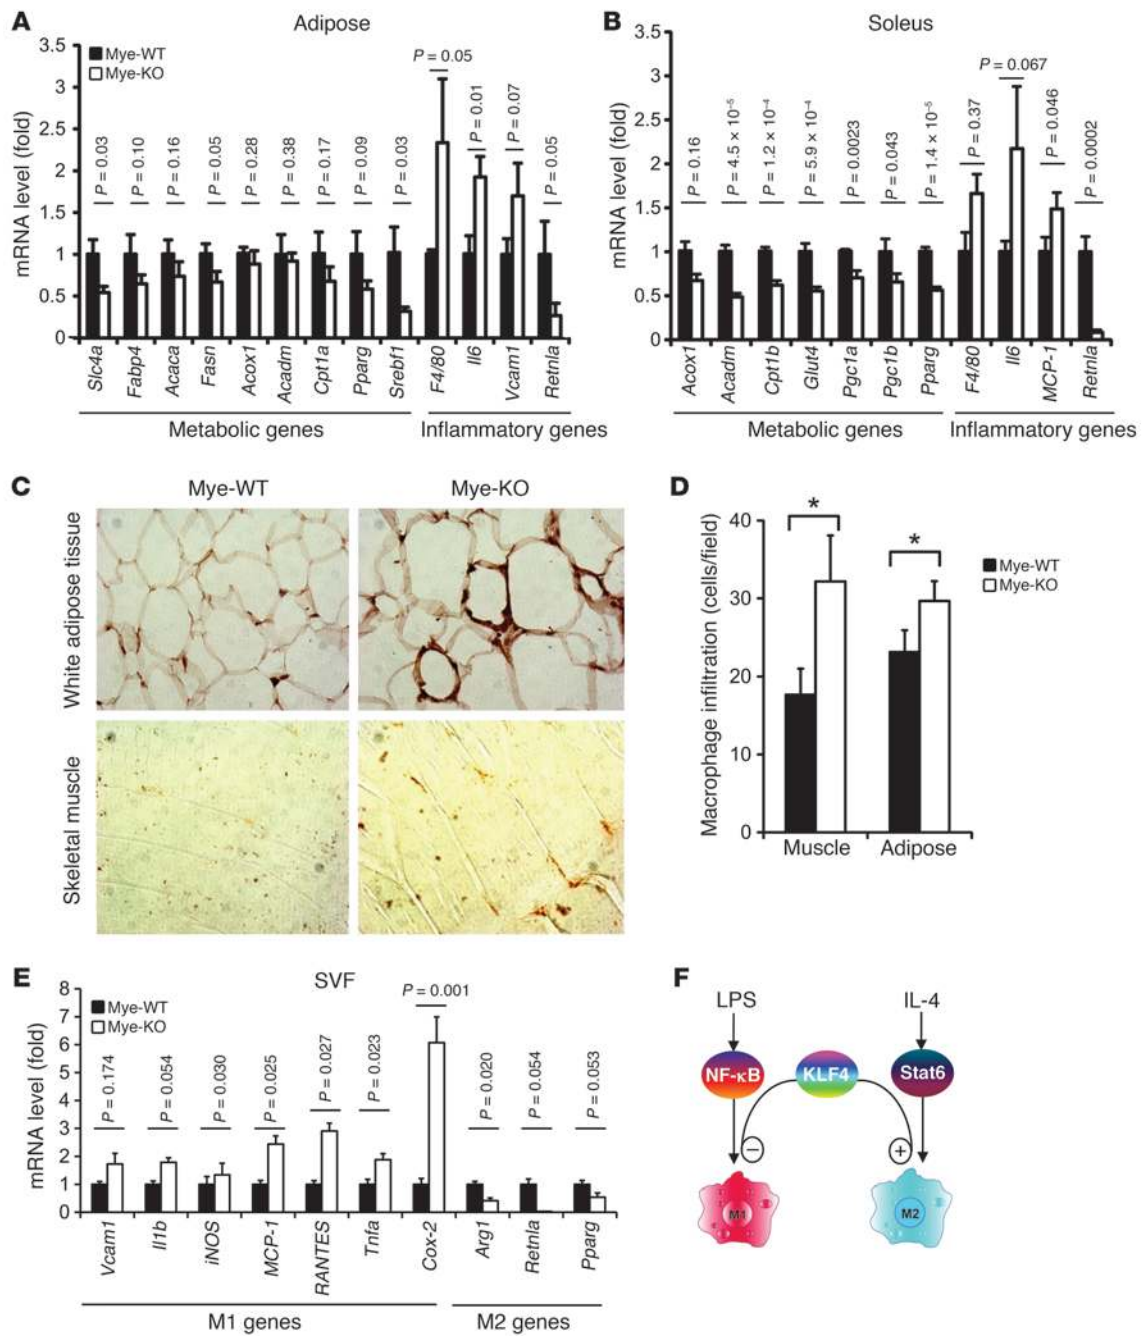 A
Adipose
mRNA level (fold)
3.5
3
2.5
2
1.5
1
0.5
0
Mye-WT
Mye-KO
P = 0.03
P = 0.10
P = 0.16
P = 0.05
P = 0.28
P = 0.38
P = 0.17
P = 0.09
P = 0.03
P = 0.05
P = 0.01
P = 0.07
P = 0.05
Slc4a
Fabp4
Acaca
Fasn
Acox1
Acadm
Cpt1a
Pparg
Srebf1
F4/80
Il6
Vcam1
Retnla
Metabolic genes
Inflammatory genes
B
Soleus
mRNA level (fold)
3.5
3.0
2.5
2
1.5
1
0.5
0
P = 0.16
P = 4.5 × 10⁻⁵
P = 1.2 × 10⁻⁴
P = 5.9 × 10⁻⁴
P = 0.0023
P = 0.043
P = 1.4 × 10⁻⁵
P = 0.37
P = 0.067
P = 0.046
P = 0.0002
Acox1
Acadm
Cpt1b
Glut4
Pgc1a
Pgc1b
Pparg
F4/80
Il6
MCP-1
Retnla
Metabolic genes
Inflammatory genes
C
Mye-WT
Mye-KO
White adipose tissue
Skeletal muscle
D
Macrophage infiltration (cells/field)
40
30
20
10
0
*
*
Mye-WT
Mye-KO
Muscle
Adipose
E
SVF
mRNA level (fold)
8
7
6
5
4
3
2
1
0
Mye-WT
Mye-KO
P = 0.174
P = 0.054
P = 0.030
P = 0.025
P = 0.027
P = 0.023
P = 0.001
P = 0.020
P = 0.054
P = 0.053
Vcam1
Il1b
iNOS
MCP-1
RANTES
Tnfa
Cox-2
Arg1
Retnla
Pparg
M1 genes
M2 genes
F
LPS
IL-4
NF-κB
KLF4
Stat6
−
+
M1
M2